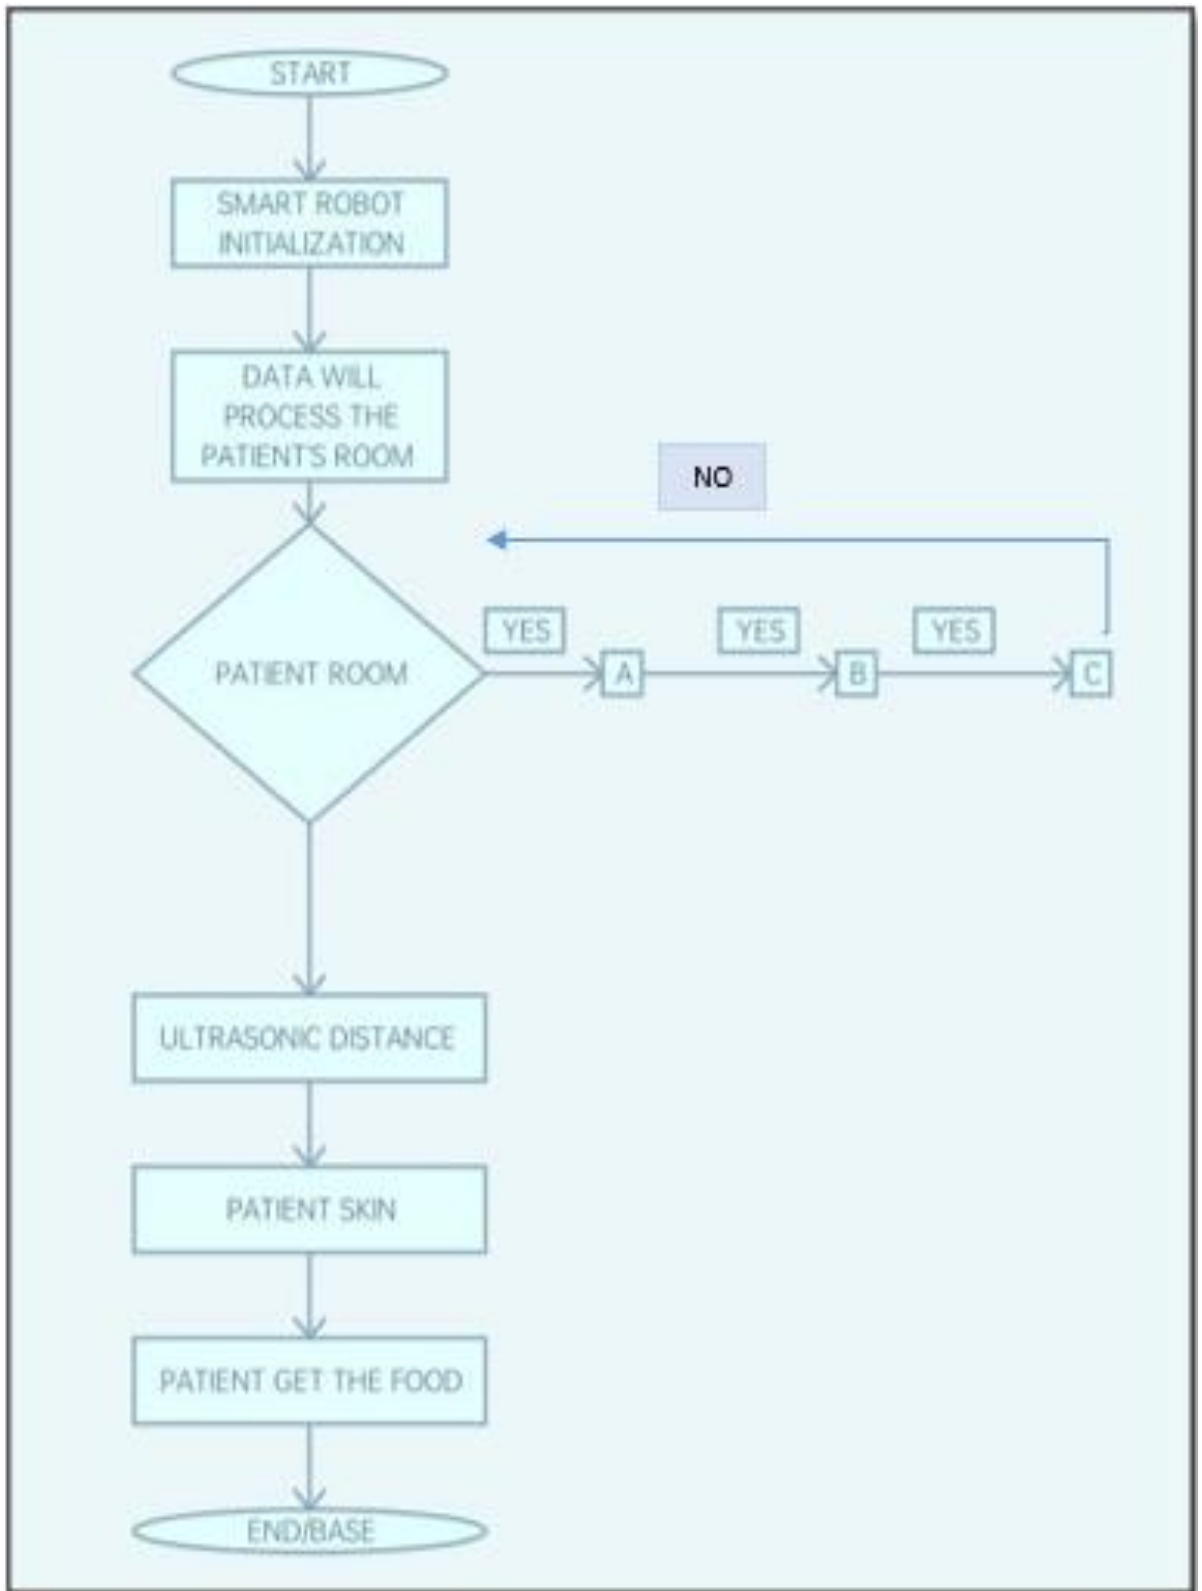 START
SMART ROBOT
INITIALIZATION
DATA WILL
PROCESS THE
PATIENT'S ROOM
NO
YES
YES
YES
PATIENT ROOM
A
B
C
ULTRASONIC DISTANCE
PATIENT SKIN
PATIENT GET THE FOOD
END/BASE